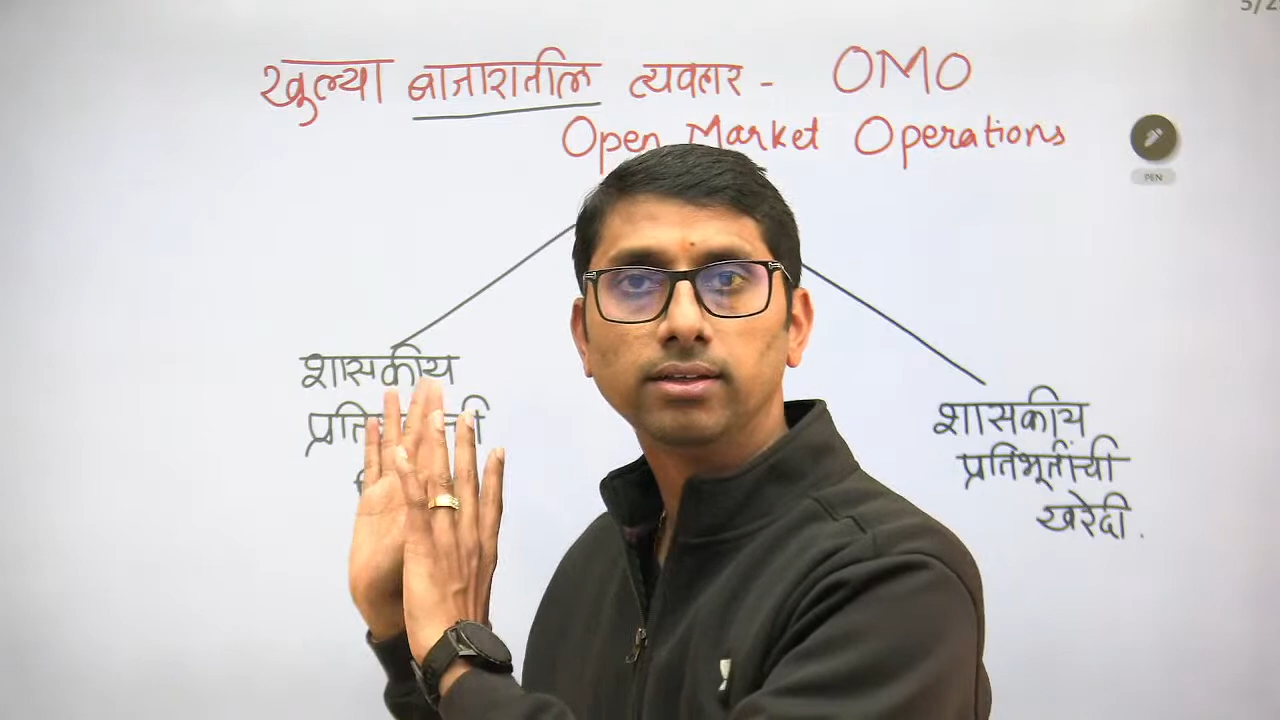 खुल्या बाजारातील व्यवहार - OMO
Open Market Operations
PEN
शासकीय
शासकीय
प्रतिभूतींची
खरेदी.